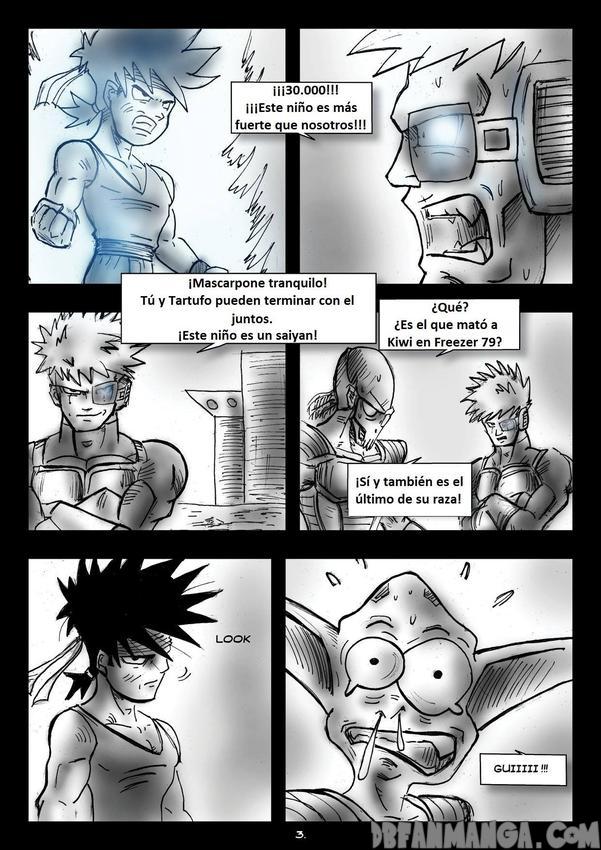 ¡¡¡30.000!!!
¡¡¡Este niño es más
fuerte que nosotros!!!
¡Mascarpone tranquilo!
Tú y Tartufo pueden terminar con el
juntos.
¡Este niño es un saiyan!
¿Qué?
¿Es el que mató a
Kiwi en Freezer 79?
¡Sí y también es el
último de su raza!
LOOK
GUIIIII !!!
3.
DBFANMANGA.COM